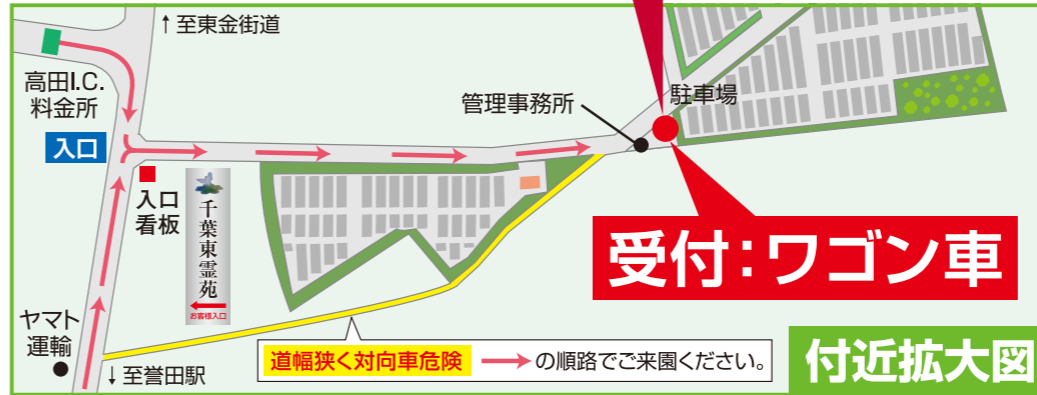 ↑至東金街道
高田I.C.
料金所
入口
管理事務所
駐車場
入口
看板
千葉東霊苑
お客様入口
受付：ワゴン車
ヤマト
運輸
↓至誉田駅
道幅狭く対向車危険 → の順路でご来園ください。
付近拡大図